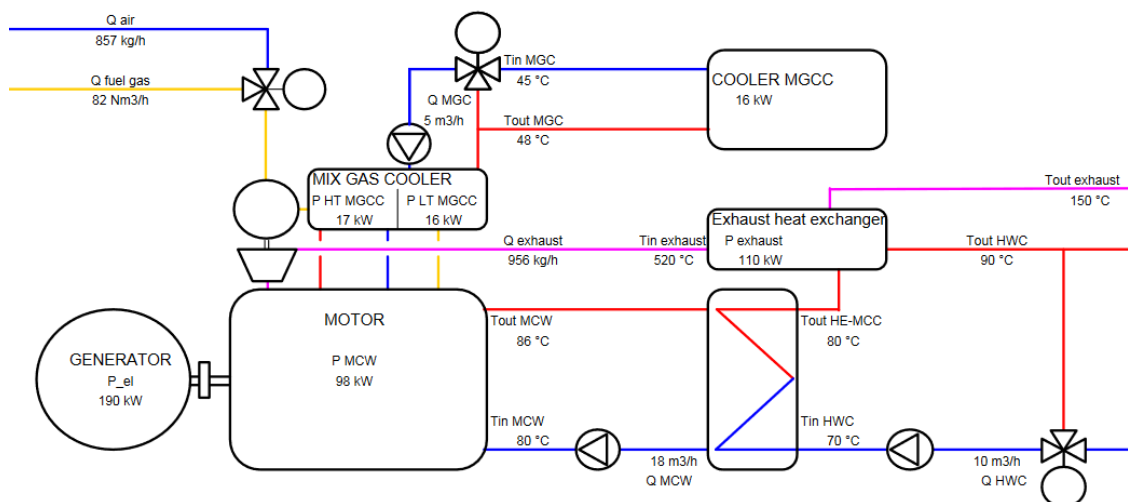 Q air
857 kg/h
Q fuel gas
82 Nm3/h
Tin MGC
45 °C
Q MGC
5 m3/h
Tout MGC
48 °C
COOLER MGCC
16 kW
MIX GAS COOLER
P HT MGCC
17 kW
P LT MGCC
16 kW
Tout exhaust
150 °C
Exhaust heat exchanger
P exhaust
110 kW
Q exhaust
956 kg/h
Tin exhaust
520 °C
Tout HWC
90 °C
MOTOR
P MCW
98 kW
GENERATOR
P_el
190 kW
Tout MCW
86 °C
Tout HE-MCC
80 °C
Tin MCW
80 °C
18 m3/h
Q MCW
Tin HWC
70 °C
10 m3/h
Q HWC